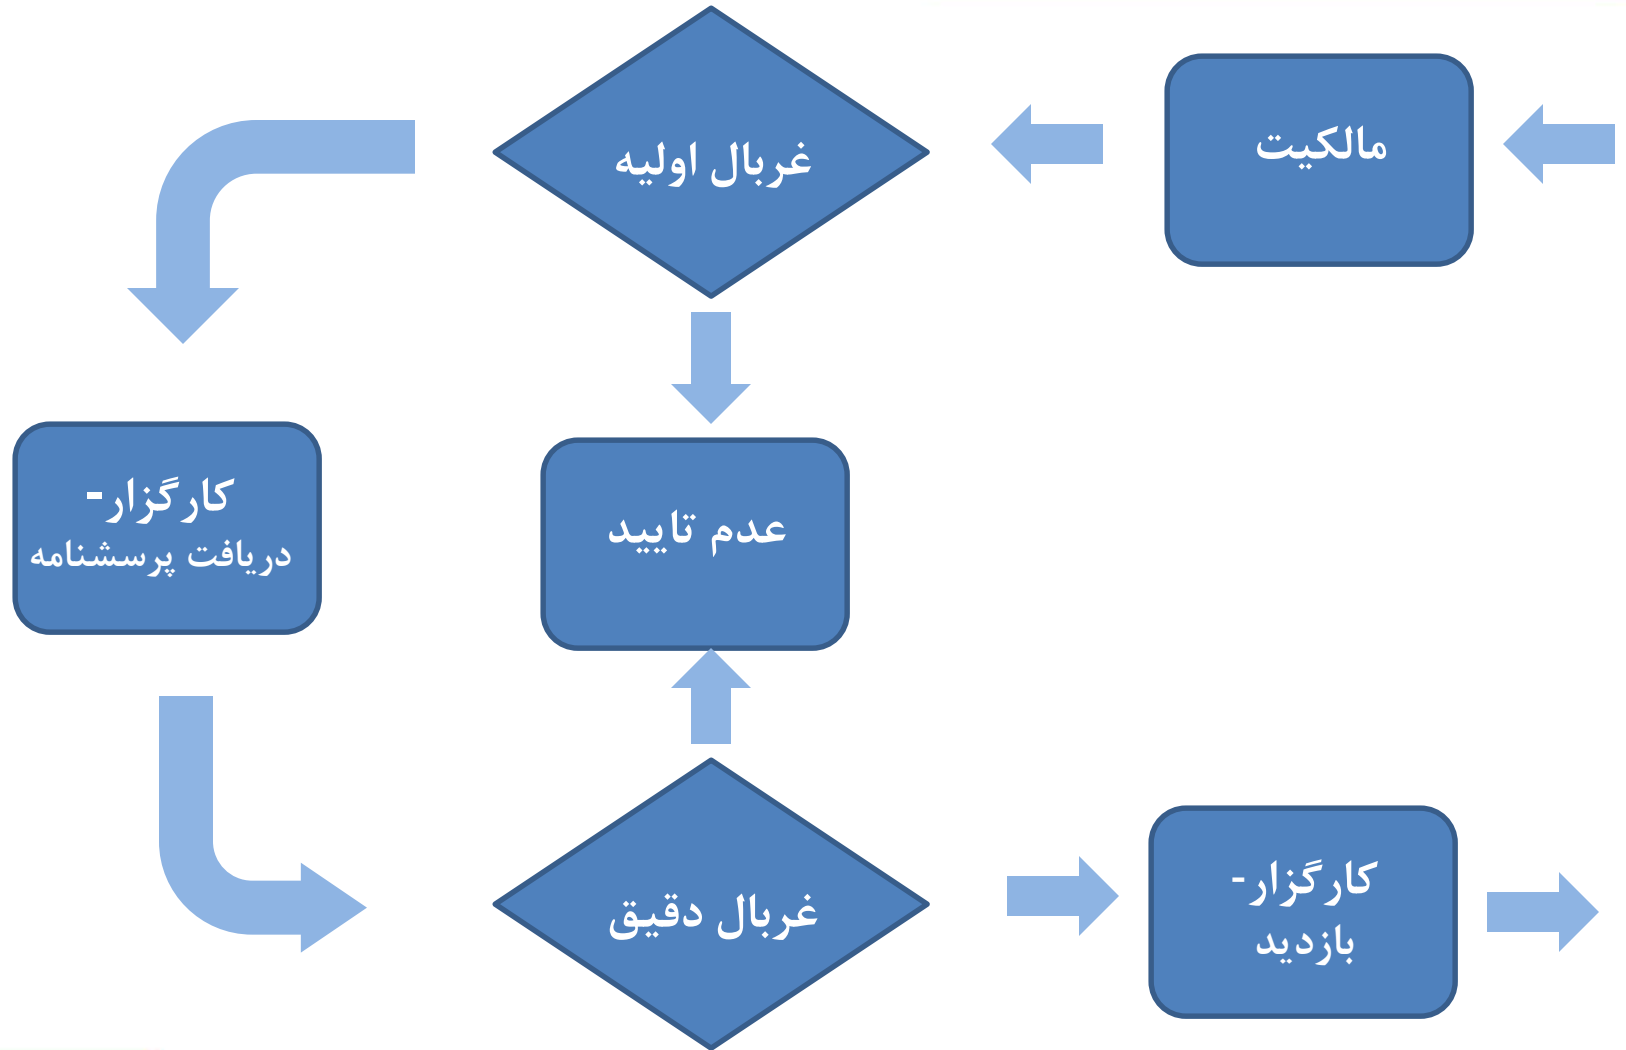 مالکیت
غربال اولیه
کارگزار-
دریافت پرسشنامه
عدم تایید
غربال دقیق
کارگزار-
بازدید